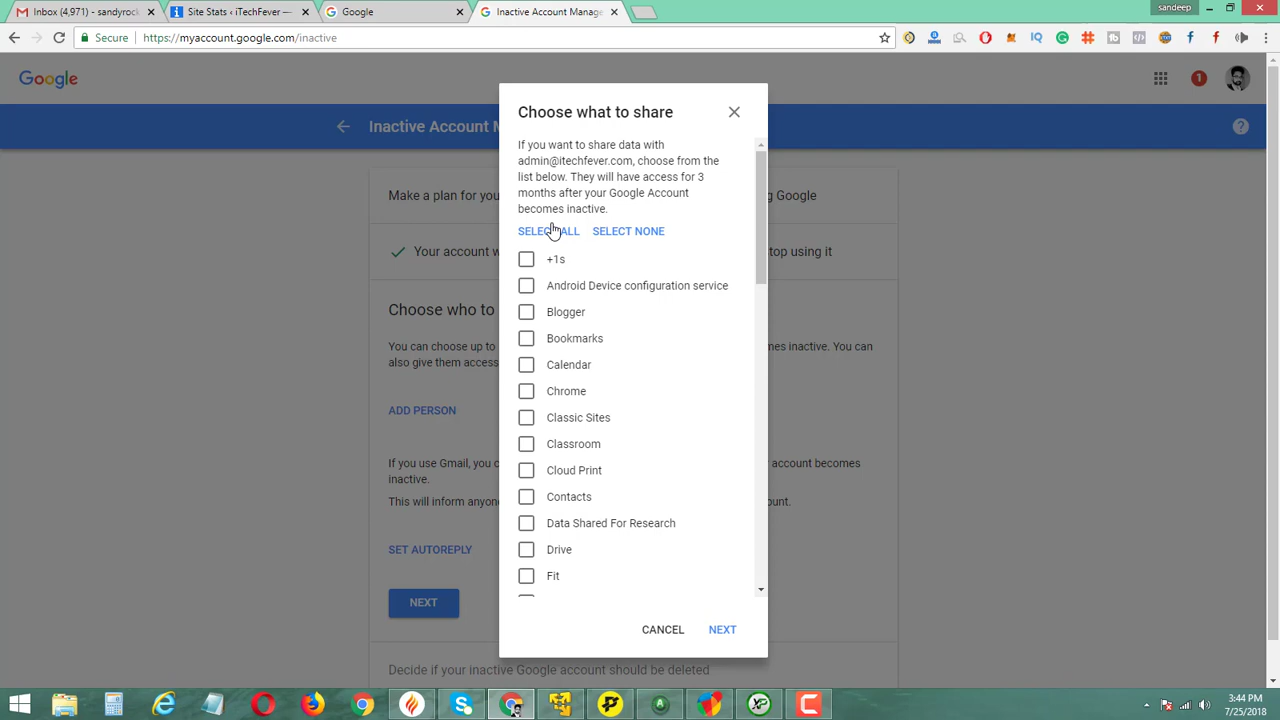 Inbox (4,971) - sandyrock
Site Stats ‹ iTechFever —
Google
Inactive Account Manage
sandeep
Secure
https://myaccount.google.com/inactive
Google
1
Inactive Account M
Choose what to share
If you want to share data with
admin@itechfever.com, choose from the
list below. They will have access for 3
months after your Google Account
becomes inactive.
SELECT ALL
SELECT NONE
+1s
Android Device configuration service
Blogger
Bookmarks
Calendar
Chrome
Classic Sites
Classroom
Cloud Print
Contacts
Data Shared For Research
Drive
Fit
CANCEL
NEXT
Make a plan for you
ng Google
Your account w
top using it
Choose who to
You can choose up to
mes inactive. You can
also give them access
ADD PERSON
If you use Gmail, you c
r account becomes
inactive.
This will inform anyon
unt.
SET AUTOREPLY
NEXT
Decide if your inactive Google account should be deleted
3:44 PM
7/25/2018